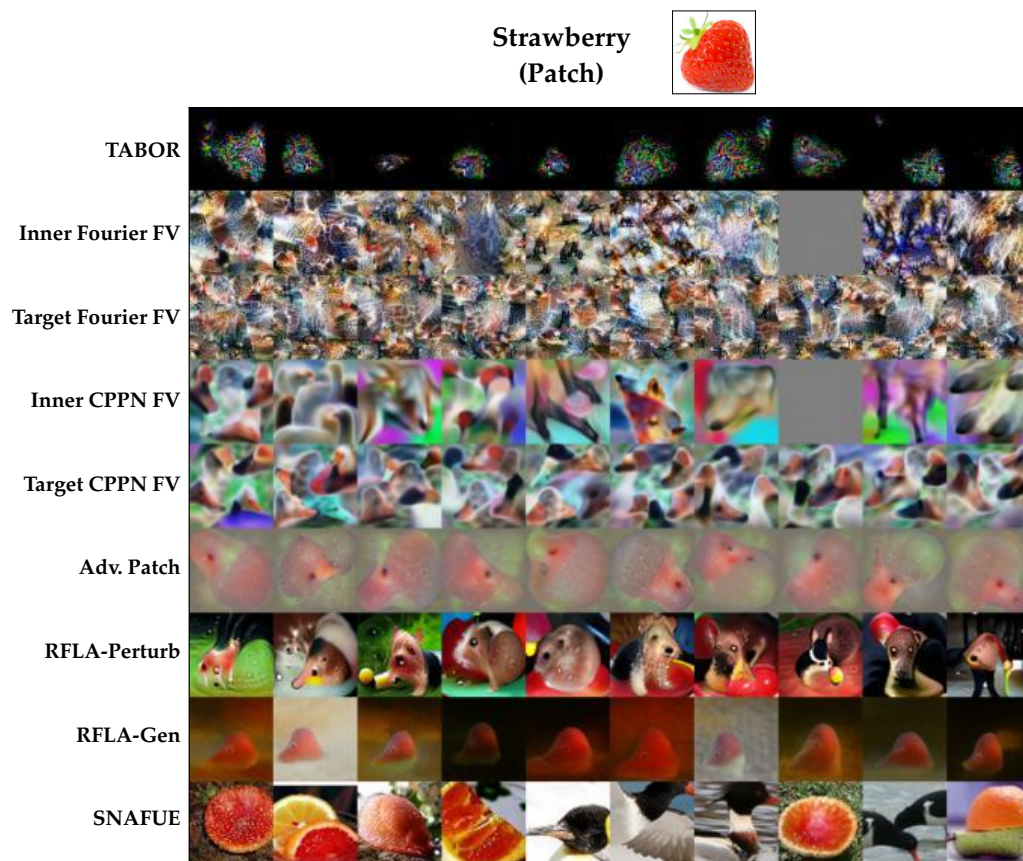 Strawberry
(Patch)
TABOR
Inner Fourier FV
Target Fourier FV
Inner CPPN FV
Target CPPN FV
Adv. Patch
RFLA-Perturb
RFLA-Gen
SNAFUE